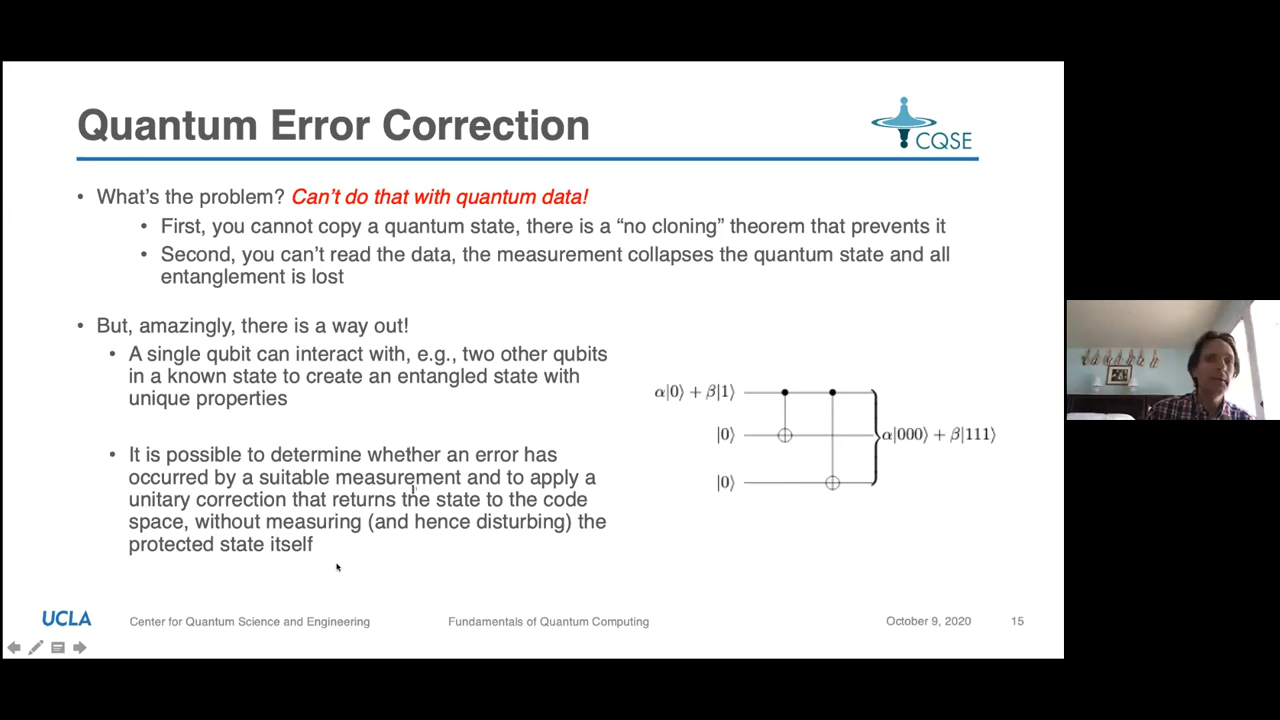 Quantum Error Correction
CQSE
• What's the problem? Can't do that with quantum data!
• First, you cannot copy a quantum state, there is a “no cloning” theorem that prevents it
• Second, you can't read the data, the measurement collapses the quantum state and all
entanglement is lost
• But, amazingly, there is a way out!
• A single qubit can interact with, e.g., two other qubits
in a known state to create an entangled state with
unique properties
• It is possible to determine whether an error has
occurred by a suitable measurement and to apply a
unitary correction that returns the state to the code
space, without measuring (and hence disturbing) the
protected state itself
α|0⟩ + β|1⟩
|0⟩
α|000⟩ + β|111⟩
|0⟩
UCLA Center for Quantum Science and Engineering Fundamentals of Quantum Computing October 9, 2020 15